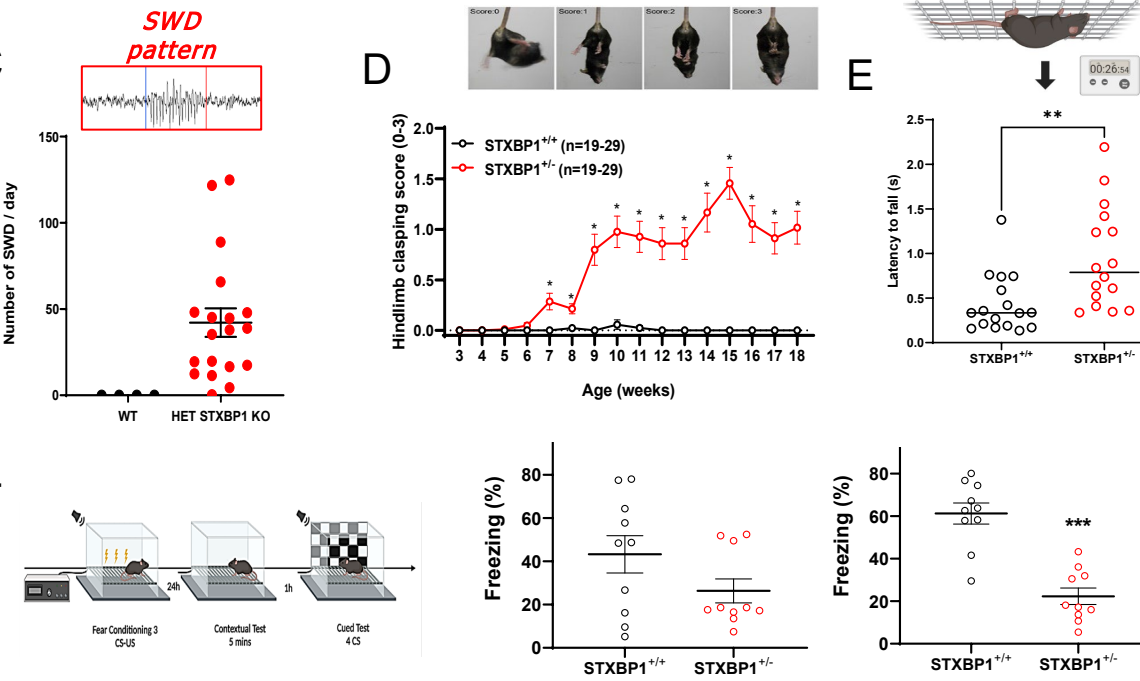 SWD
pattern
Number of SWD / day
150
100
50
0
WT
HET STXBP1 KO
D
Score:0
Score:1
Score:2
Score:3
Hindlimb clasping score (0-3)
2.0
1.5
1.0
0.5
0.0
STXBP1+/+ (n=19-29)
STXBP1+/- (n=19-29)
* * * * * * * * * * * *
3 4 5 6 7 8 9 10 11 12 13 14 15 16 17 18
Age (weeks)
E
00:26:54
**
Latency to fall (s)
2.5
2.0
1.5
1.0
0.5
0.0
STXBP1+/+
STXBP1+/-
24h
1h
Fear Conditioning 3
CS-US
Contextual Test
5 mins
Cued Test
4 CS
Freezing (%)
80
60
40
20
0
STXBP1+/+
STXBP1+/-
Freezing (%)
80
60
40
20
0
***
STXBP1+/+
STXBP1+/-